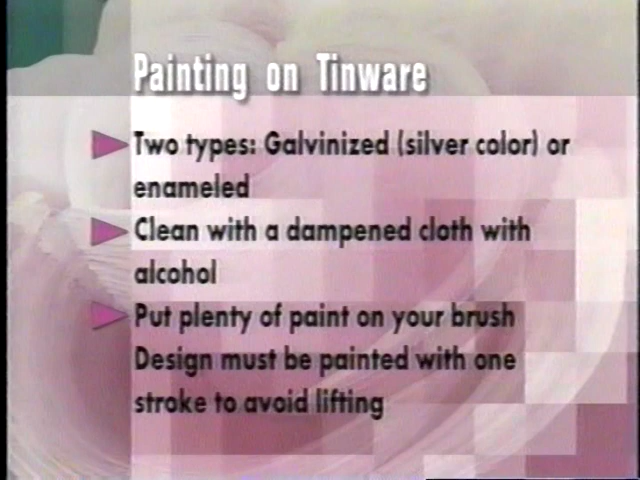 Painting on Tinware
Two types: Galvinized (silver color) or
enameled
Clean with a dampened cloth with
alcohol
Put plenty of paint on your brush
Design must be painted with one
stroke to avoid lifting